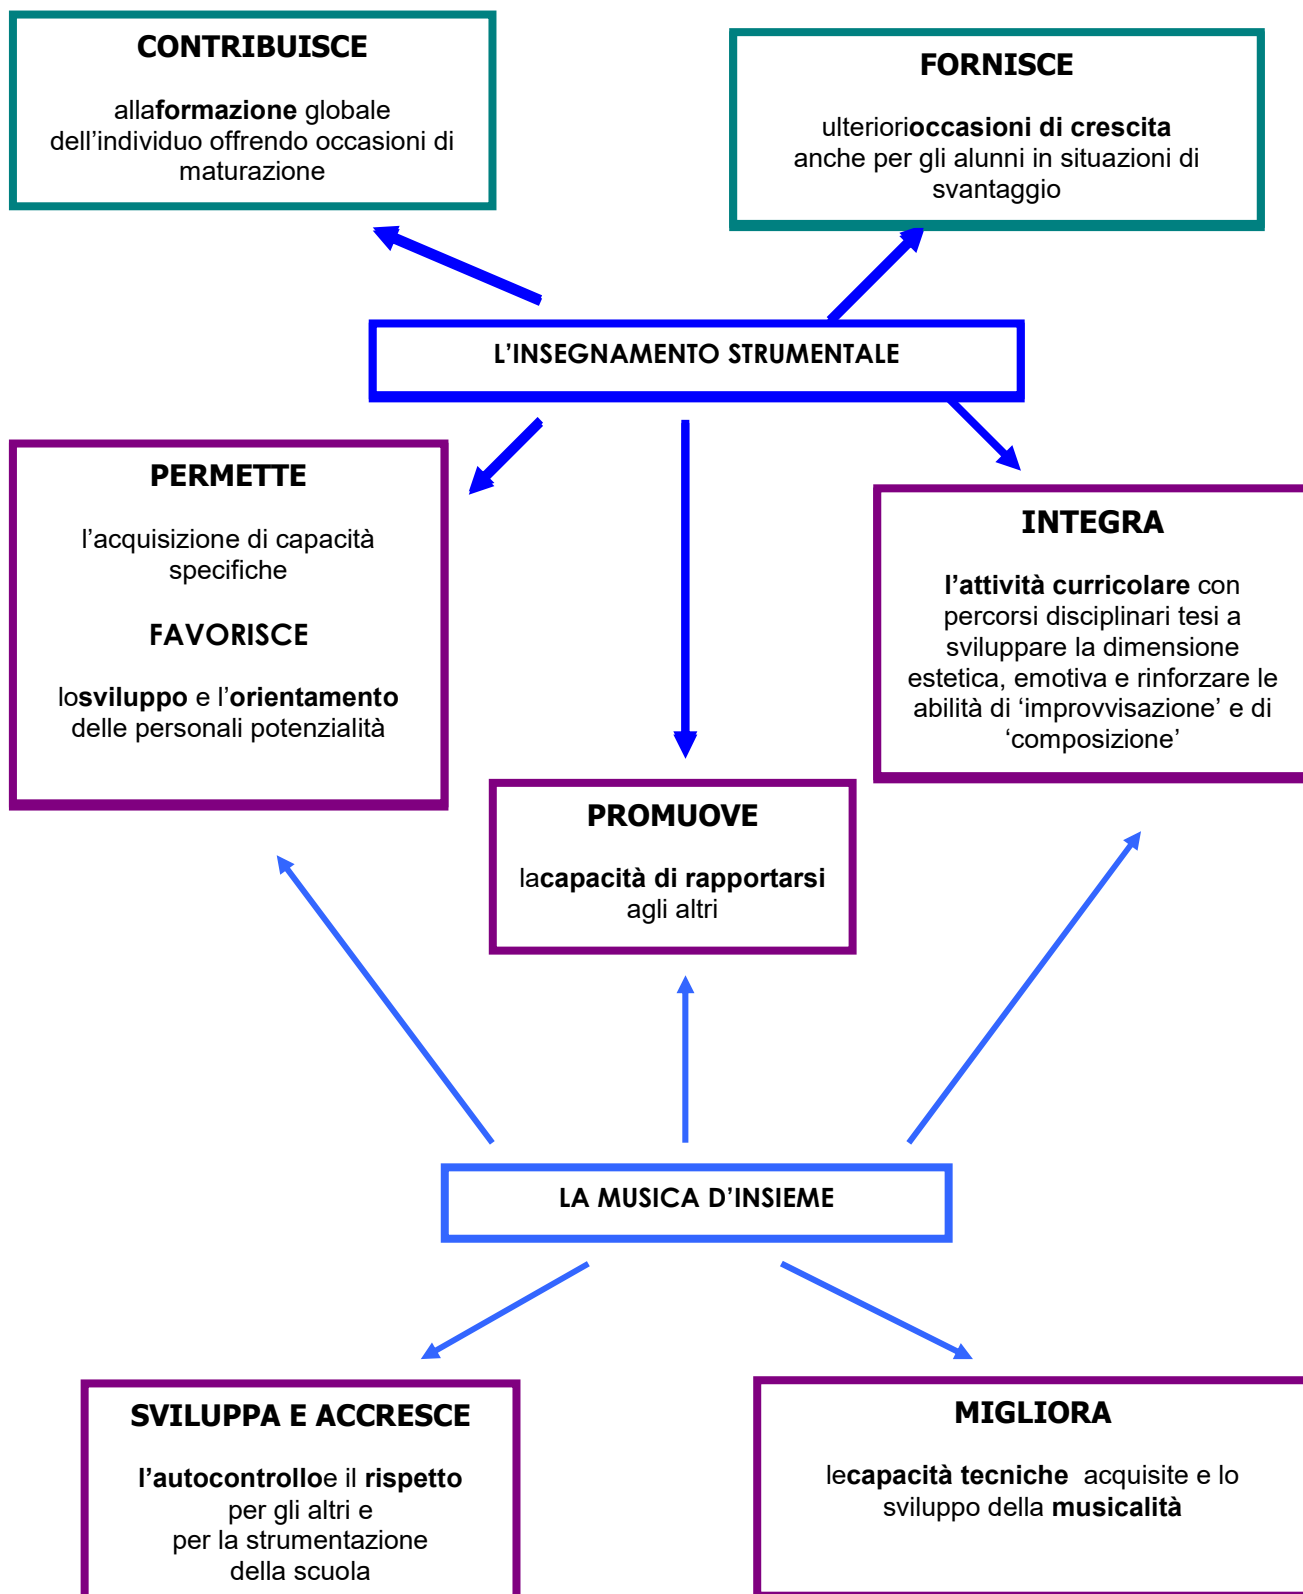 CONTRIBUISCE
allaformazione globale
dell’individuo offrendo occasioni di
maturazione
FORNISCE
ulteriorioccasioni di crescita
anche per gli alunni in situazioni di
svantaggio
L’INSEGNAMENTO STRUMENTALE
PERMETTE
l’acquisizione di capacità
specifiche
FAVORISCE
losviluppo e l’orientamento
delle personali potenzialità
INTEGRA
l’attività curricolare con
percorsi disciplinari tesi a
sviluppare la dimensione
estetica, emotiva e rinforzare le
abilità di ‘improvvisazione’ e di
‘composizione’
PROMUOVE
lacapacità di rapportarsi
agli altri
LA MUSICA D’INSIEME
SVILUPPA E ACCRESCE
l’autocontrolloe il rispetto
per gli altri e
per la strumentazione
della scuola
MIGLIORA
lecapacità tecniche  acquisite e lo
sviluppo della musicalità